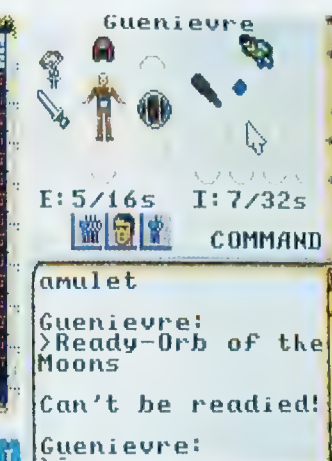 Guenievre
E:5/16s I:7/32s
COMMAND
amulet
Guenievre:
>Ready-Orb of the
Moons
Can't be readied!
Guenievre: